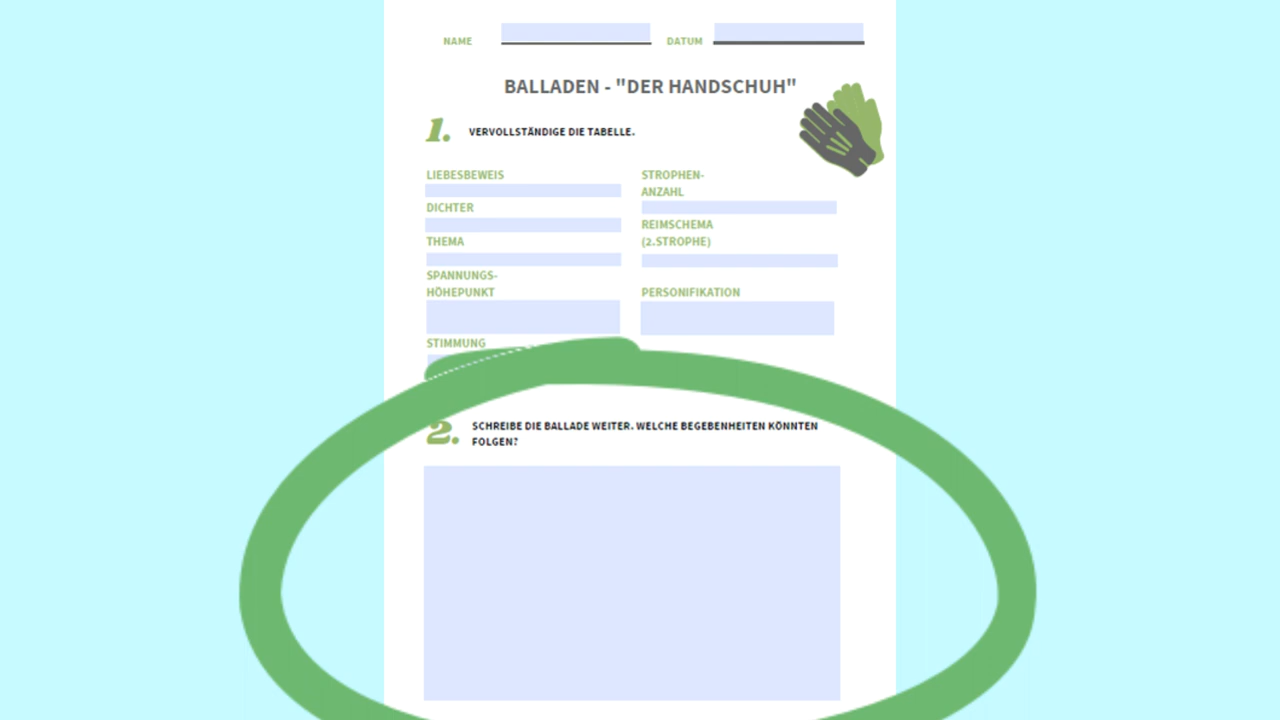 NAME
DATUM
BALLADEN - "DER HANDSCHUH"
1. VERVOLLSTÄNDIGE DIE TABELLE.
LIEBESBEWEIS
DICHTER
THEMA
SPANNUNGS-
HÖHEPUNKT
STIMMUNG
STROPHEN-
ANZAHL
REIMSCHEMA
(2.STROPHE)
PERSONIFIKATION
2. SCHREIBE DIE BALLADE WEITER. WELCHE BEGEBENHEITEN KÖNNTEN
FOLGEN?